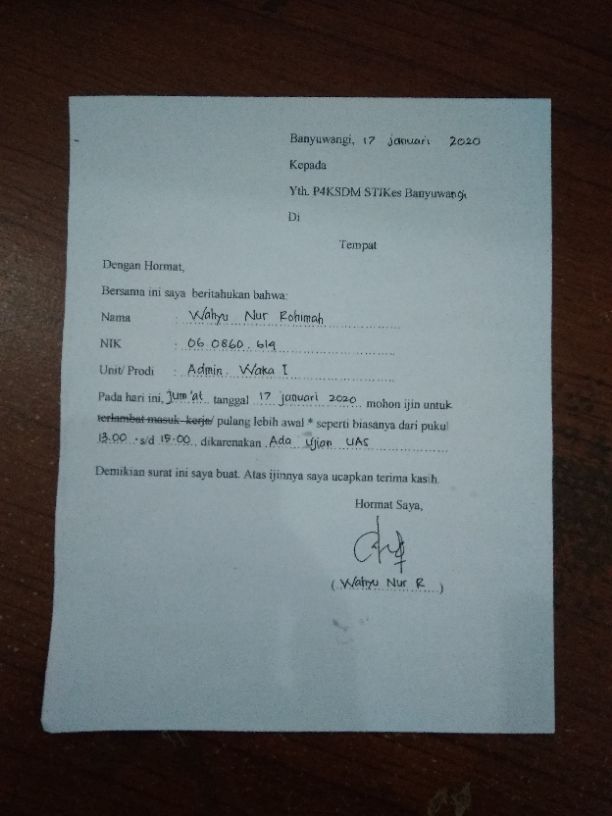 Banyuwangi, 17 januari 2020
Kepada
Yth. P4KSDM STIKes Banyuwangi
Di
Tempat
Dengan Hormat,
Bersama ini saya beritahukan bahwa:
Nama : Wahyu Nur Rohimah
NIK : 06.0860.619
Unit/ Prodi : Admin. Waka I
Pada hari ini, jum'at tanggal 17 januari 2020 mohon ijin untuk
terlambat masuk kerja/ pulang lebih awal * seperti biasanya dari pukul
13.00 s/d 15.00, dikarenakan Ada Ujian UAS
Demikian surat ini saya buat. Atas ijinnya saya ucapkan terima kasih.
Hormat Saya,
( Wahyu Nur R )